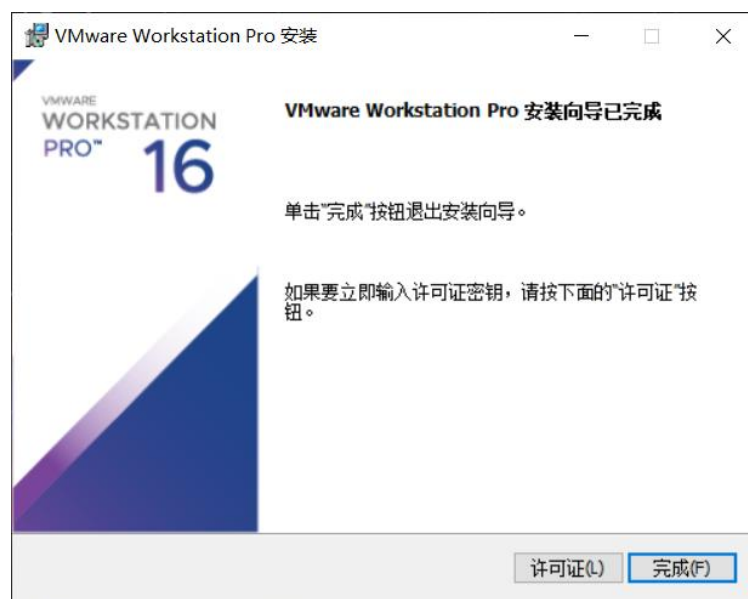 VMware Workstation Pro 安装
VMWARE
WORKSTATION
PRO™ 16
VMware Workstation Pro 安装向导已完成
单击"完成"按钮退出安装向导。
如果要立即输入许可证密钥，请按下面的"许可证"按
钮。
许可证(L) 完成(F)